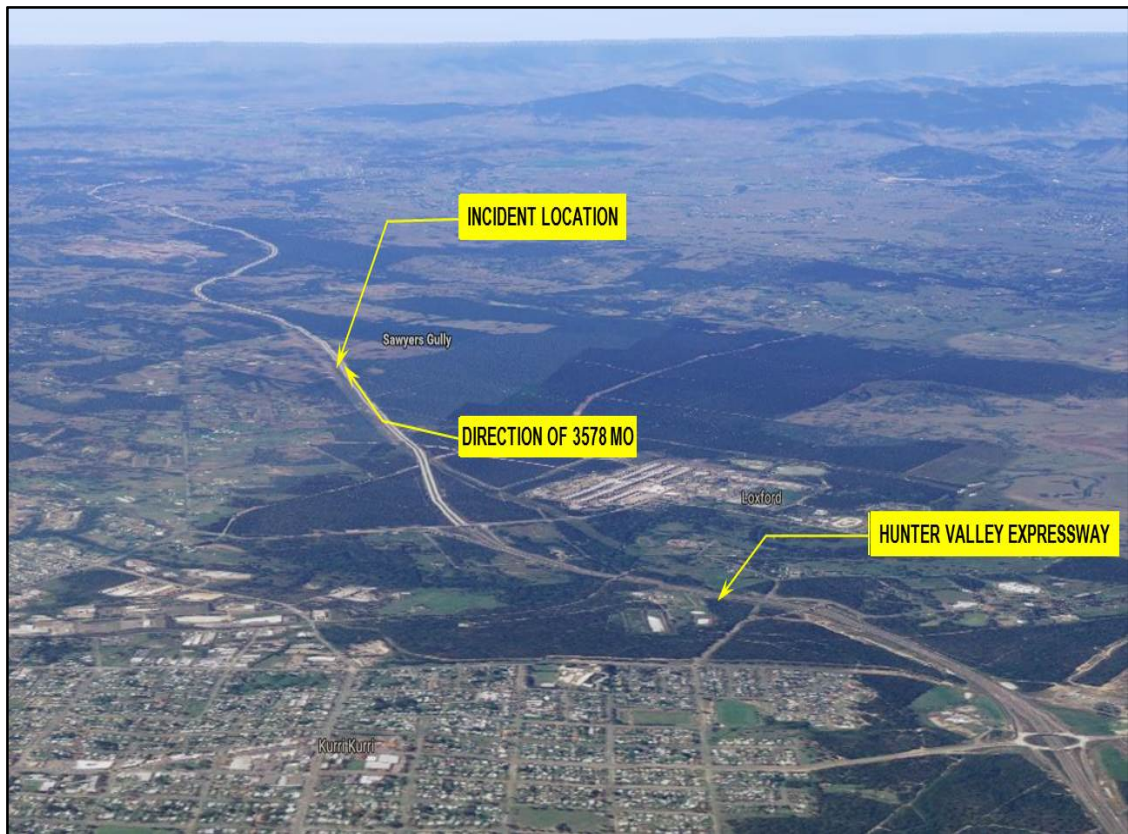 INCIDENT LOCATION
Sawyers Gully
DIRECTION OF 3578 MO
Loxford
HUNTER VALLEY EXPRESSWAY
Kurri Kurri